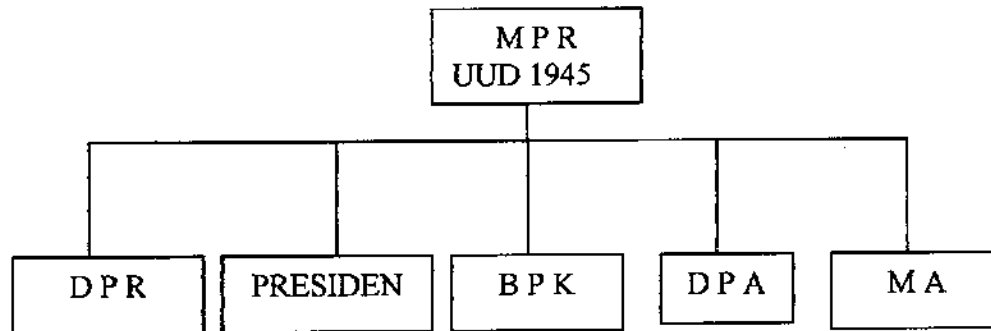 M P R
UUD 1945
D P R
PRESIDEN
B P K
D P A
M A